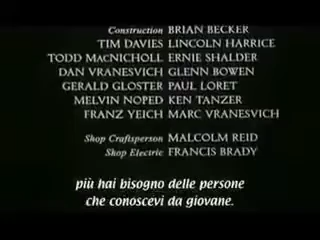 Construction BRIAN BECKER
TIM DAVIES LINCOLN HARRICE
TODD MacNICHOLL ERNIE SHALDER
DAN VRANESVICH GLENN BOWEN
GERALD GLOSTER PAUL LORET
MELVIN NOPED KEN TANZER
FRANZ YEICH MARC VRANESVICH
Shop Craftsperson MALCOLM REID
Shop Electric FRANCIS BRADY
più hai bisogno delle persone
che conoscevi da giovane.